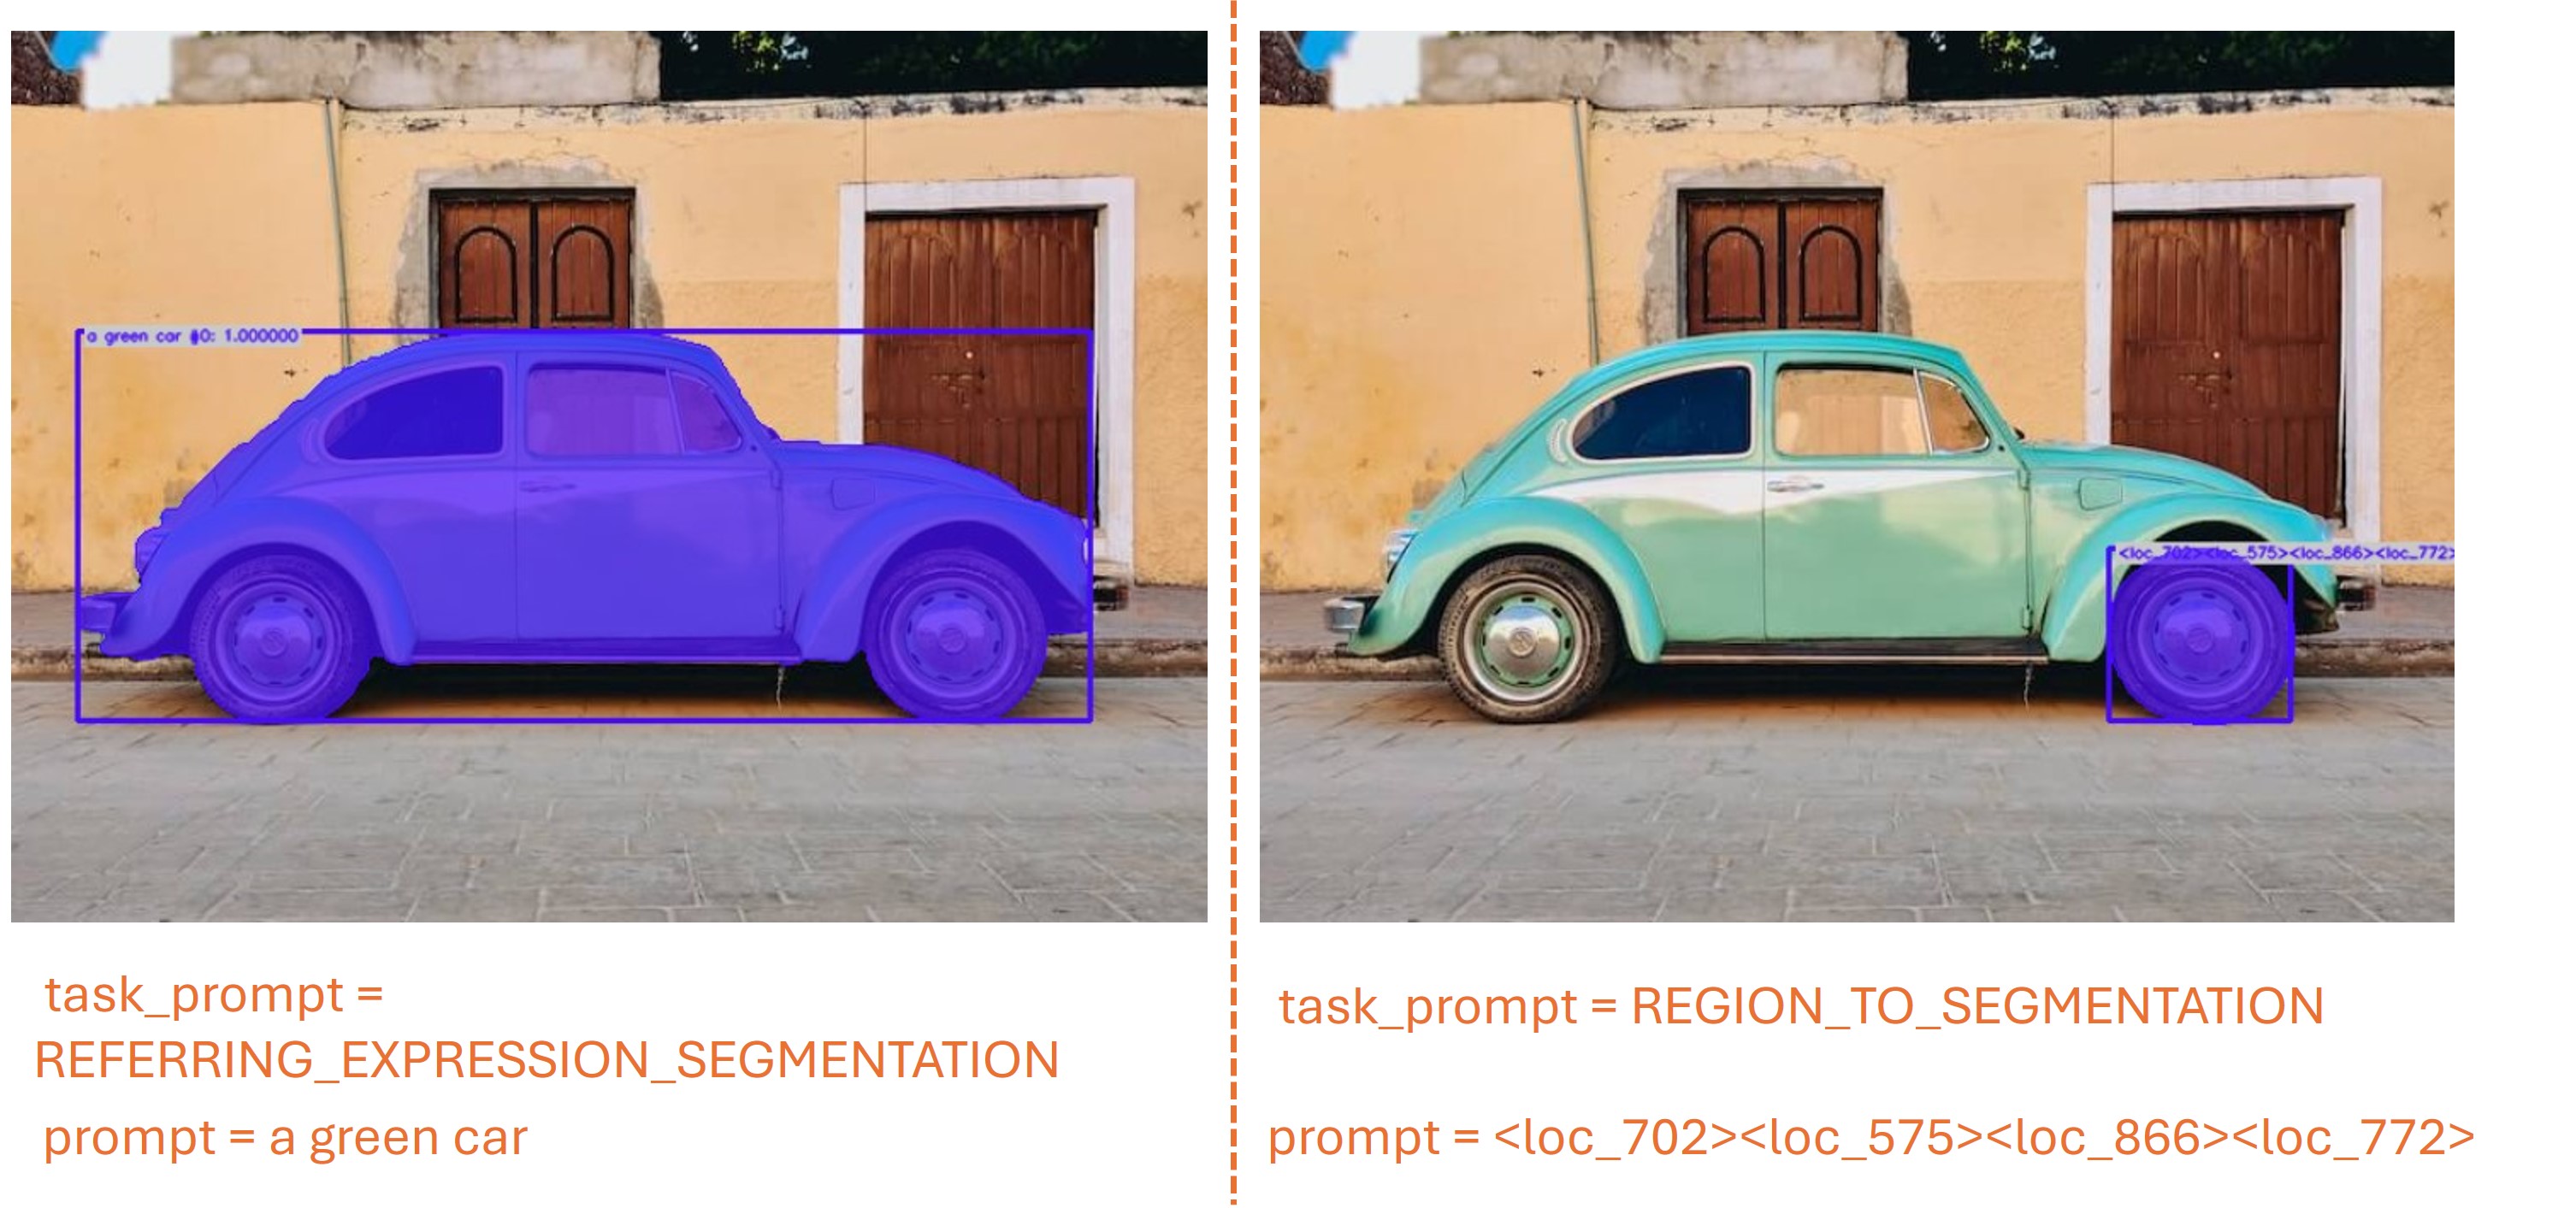 a green car #0: 1.000000
task_prompt =
REFERRING_EXPRESSION_SEGMENTATION
prompt = a green car
<loc_702><loc_575><loc_866><loc_772>
task_prompt = REGION_TO_SEGMENTATION
prompt = <loc_702><loc_575><loc_866><loc_772>